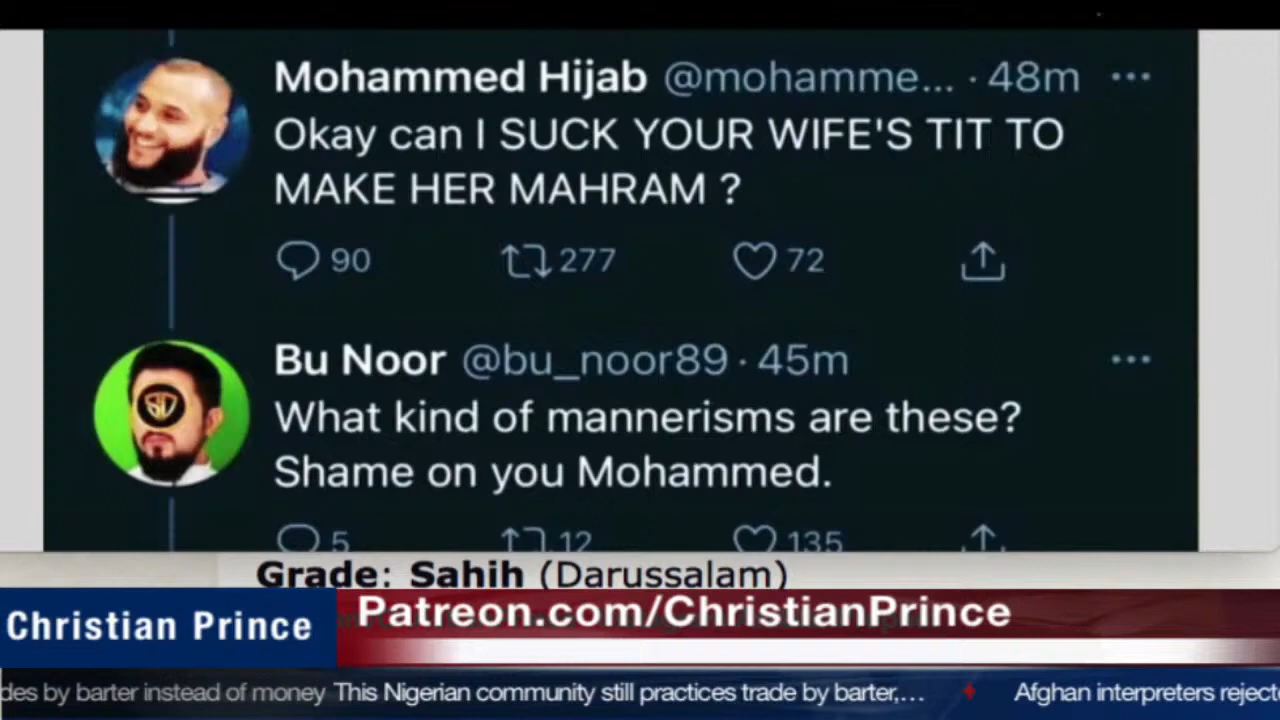 Mohammed Hijab @mohamme... · 48m
Okay can I SUCK YOUR WIFE'S TIT TO
MAKE HER MAHRAM ?
90 277 72
Bu Noor @bu_noor89 · 45m
What kind of mannerisms are these?
Shame on you Mohammed.
5 12 135
Grade: Sahih (Darussalam)
Christian Prince
Patreon.com/ChristianPrince
des by barter instead of money This Nigerian community still practices trade by barter,... Afghan interpreters reject